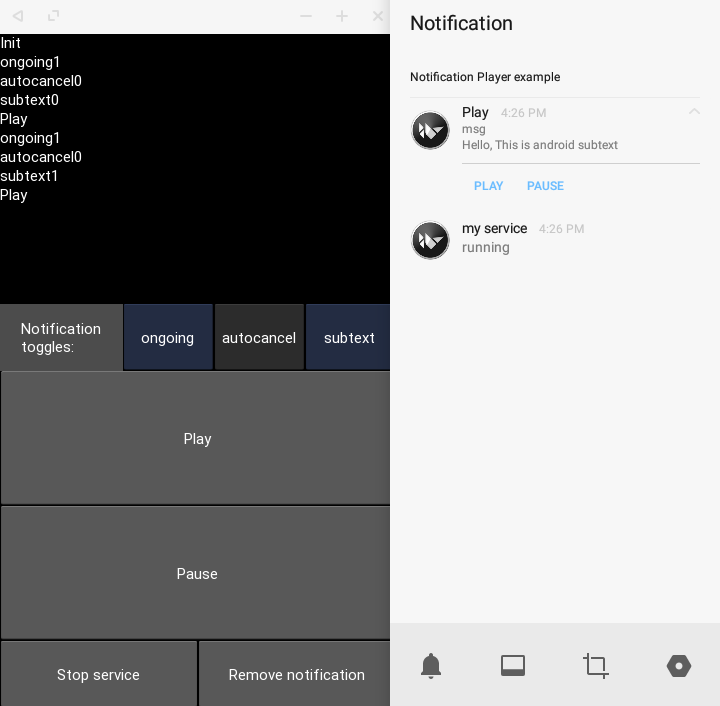 Init
ongoing1
autocancel0
subtext0
Play
ongoing1
autocancel0
subtext1
Play
Notification
toggles:
ongoing
autocancel
subtext
Play
Pause
Stop service
Remove notification
Notification
Notification Player example
Play 4:26 PM
msg
Hello, This is android subtext
PLAY PAUSE
my service 4:26 PM
running